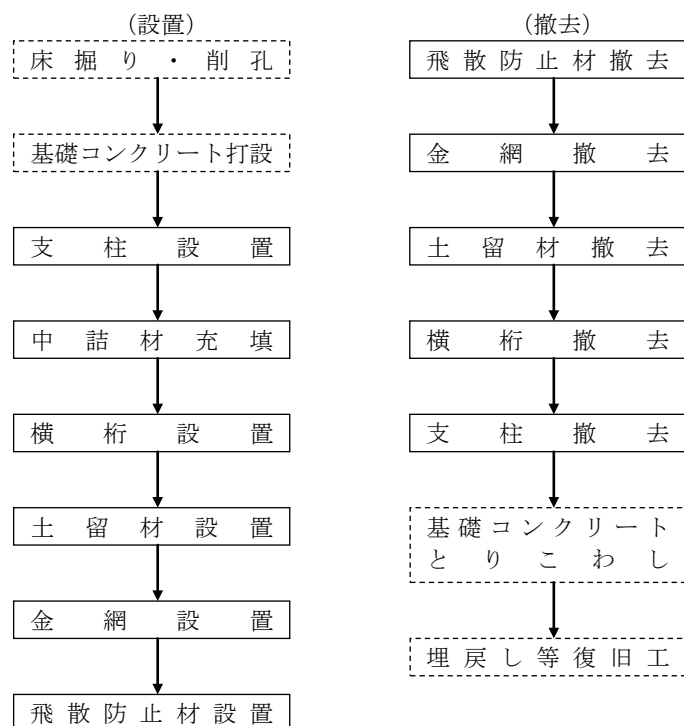 (設置)
床掘り・削孔
基礎コンクリート打設
支柱設置
中詰材充填
横桁設置
土留材設置
金網設置
飛散防止材設置
(撤去)
飛散防止材撤去
金網撤去
土留材撤去
横桁撤去
支柱撤去
基礎コンクリート
とりこわし
埋戻し等復旧工